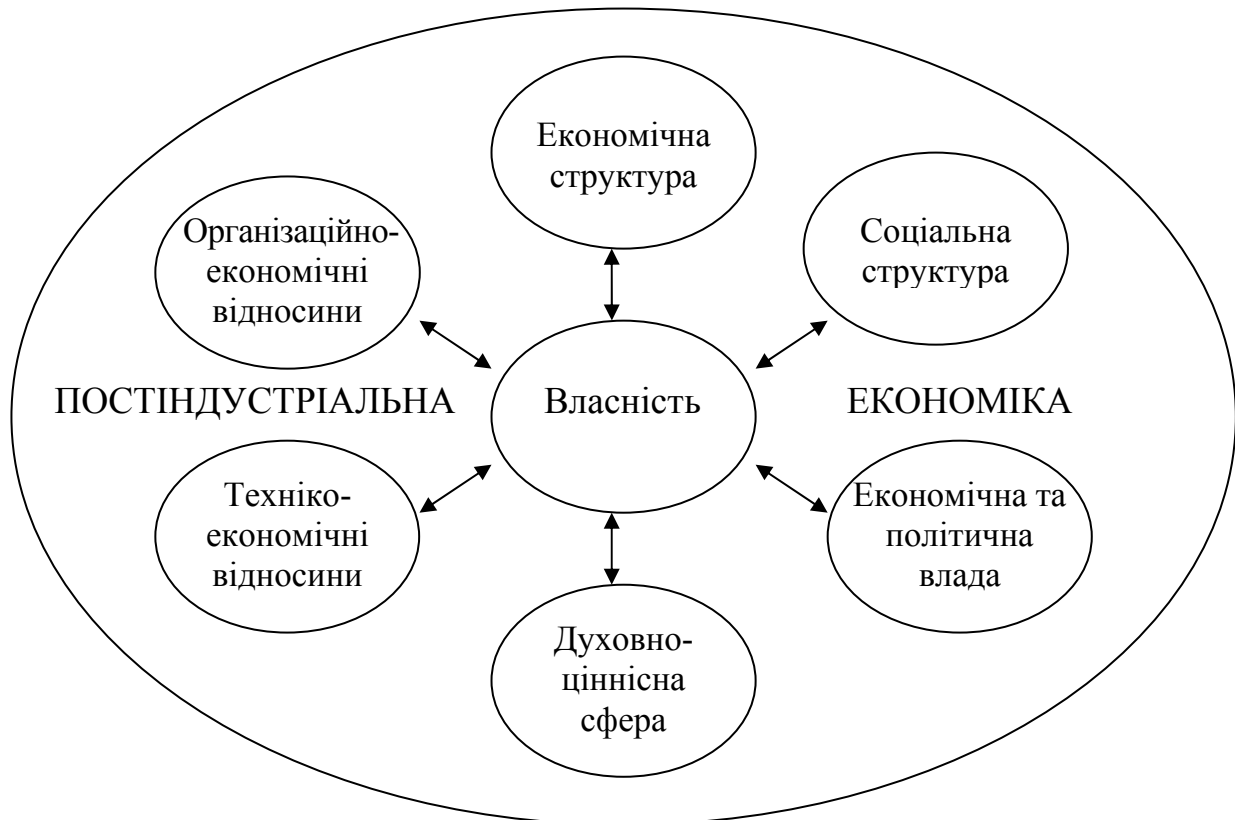 Економічна
структура
Організаційно-
економічні
відносини
Соціальна
структура
ПОСТІНДУСТРІАЛЬНА
Власність
ЕКОНОМІКА
Техніко-
економічні
відносини
Економічна та
політична
влада
Духовно-
ціннісна
сфера